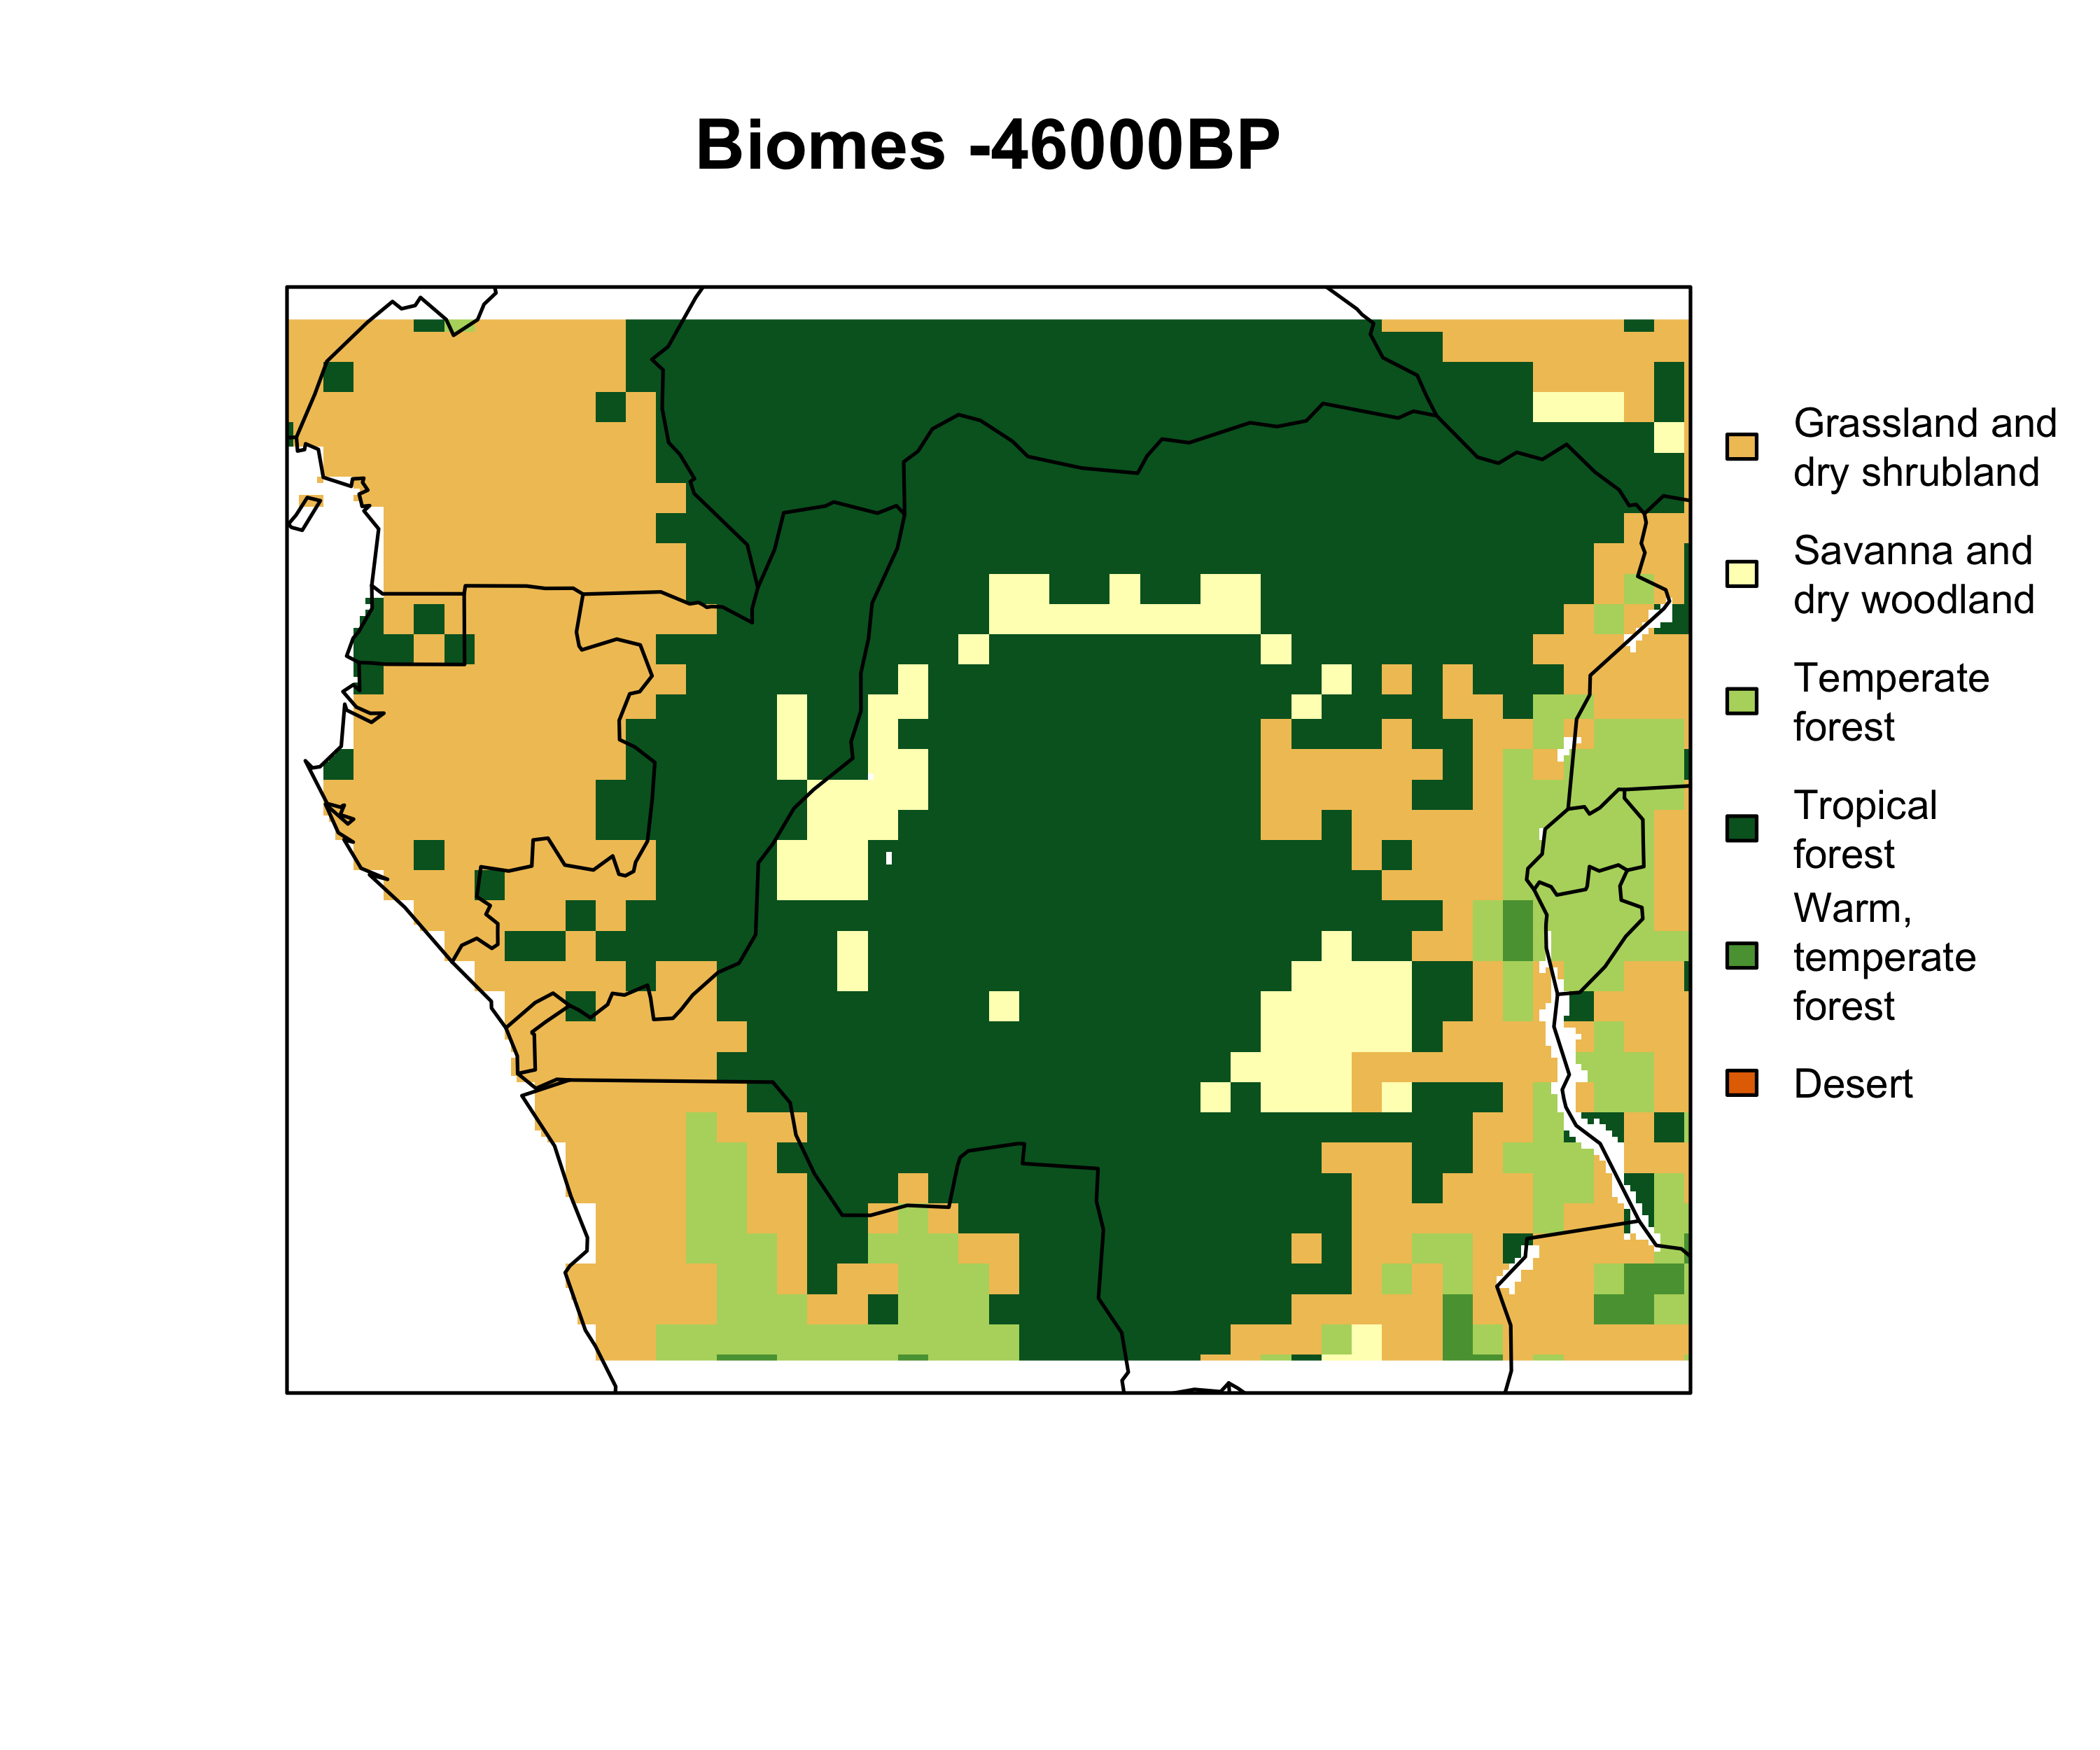 Biomes -46000BP
Grassland and
dry shrubland
Savanna and
dry woodland
Temperate
forest
Tropical
forest
Warm,
temperate
forest
Desert